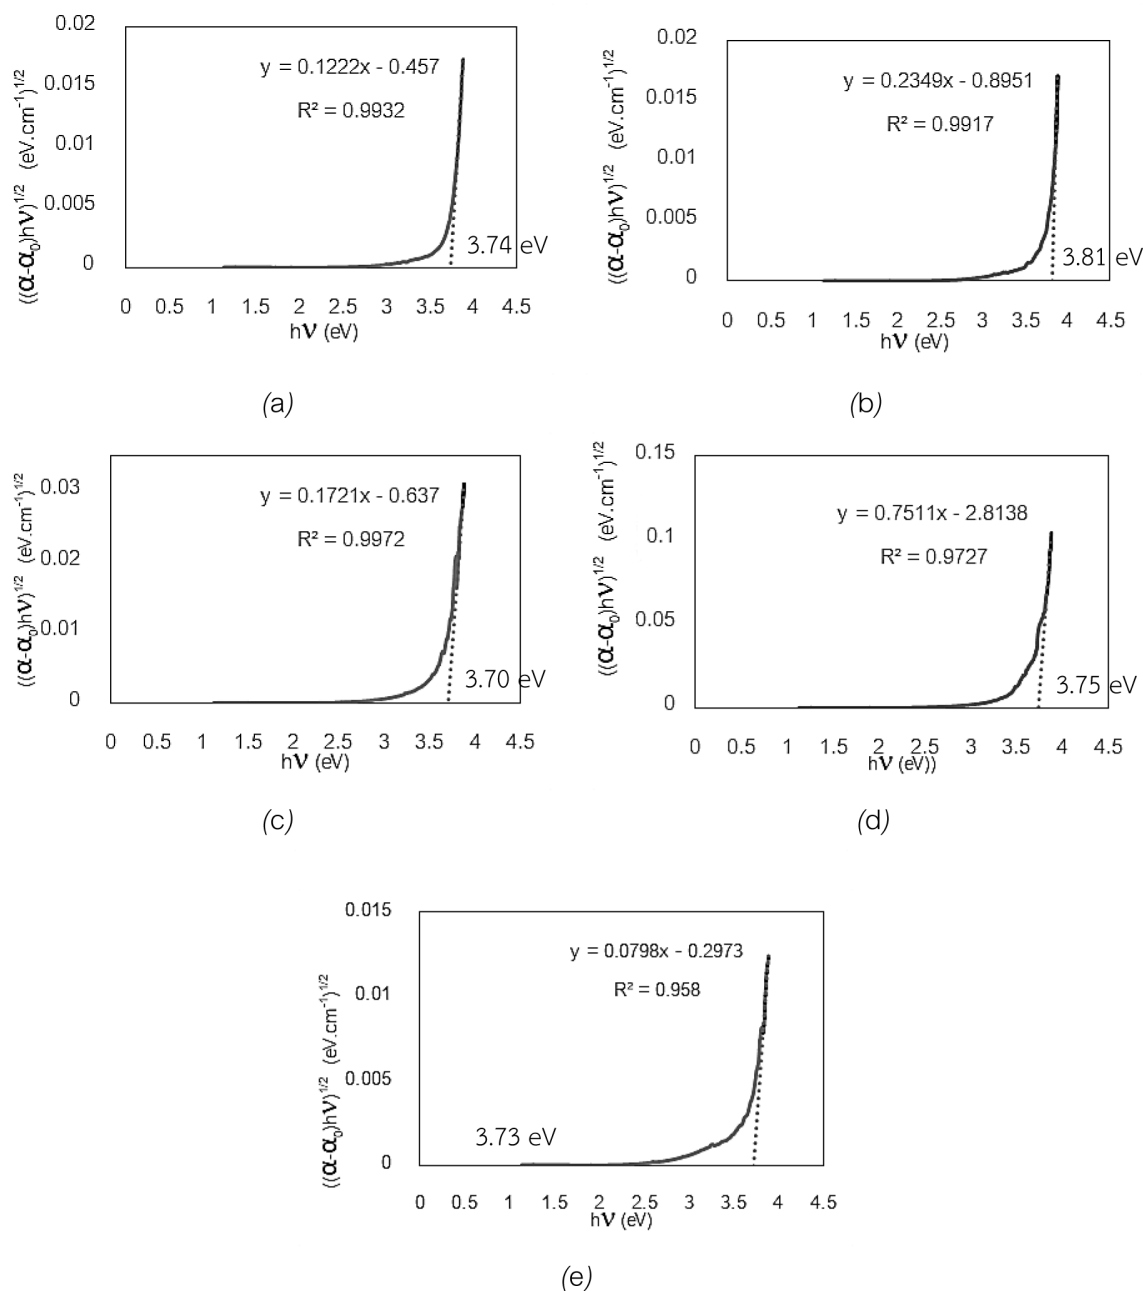 ((α-α₀)hν)^1/2 (eV.cm⁻¹)^1/2
0.02
0.015
0.01
0.005
0
y = 0.1222x - 0.457
R² = 0.9932
3.74 eV
0 0.5 1 1.5 2 2.5 3 3.5 4 4.5
hν (eV)
(a)
((α-α₀)hν)^1/2 (eV.cm⁻¹)^1/2
0.02
0.015
0.01
0.005
0
y = 0.2349x - 0.8951
R² = 0.9917
3.81 eV
0 0.5 1 1.5 2 2.5 3 3.5 4 4.5
hν (eV)
(b)
((α-α₀)hν)^1/2 (eV.cm⁻¹)^1/2
0.03
0.02
0.01
0
y = 0.1721x - 0.637
R² = 0.9972
3.70 eV
0 0.5 1 1.5 2 2.5 3 3.5 4 4.5
hν (eV)
(c)
((α-α₀)hν)^1/2 (eV.cm⁻¹)^1/2
0.15
0.1
0.05
0
y = 0.7511x - 2.8138
R² = 0.9727
3.75 eV
0 0.5 1 1.5 2 2.5 3 3.5 4 4.5
hν (eV))
(d)
((α-α₀)hν)^1/2 (eV.cm⁻¹)^1/2
0.015
0.01
0.005
0
y = 0.0798x - 0.2973
R² = 0.958
3.73 eV
0 0.5 1 1.5 2 2.5 3 3.5 4 4.5
hν (eV)
(e)